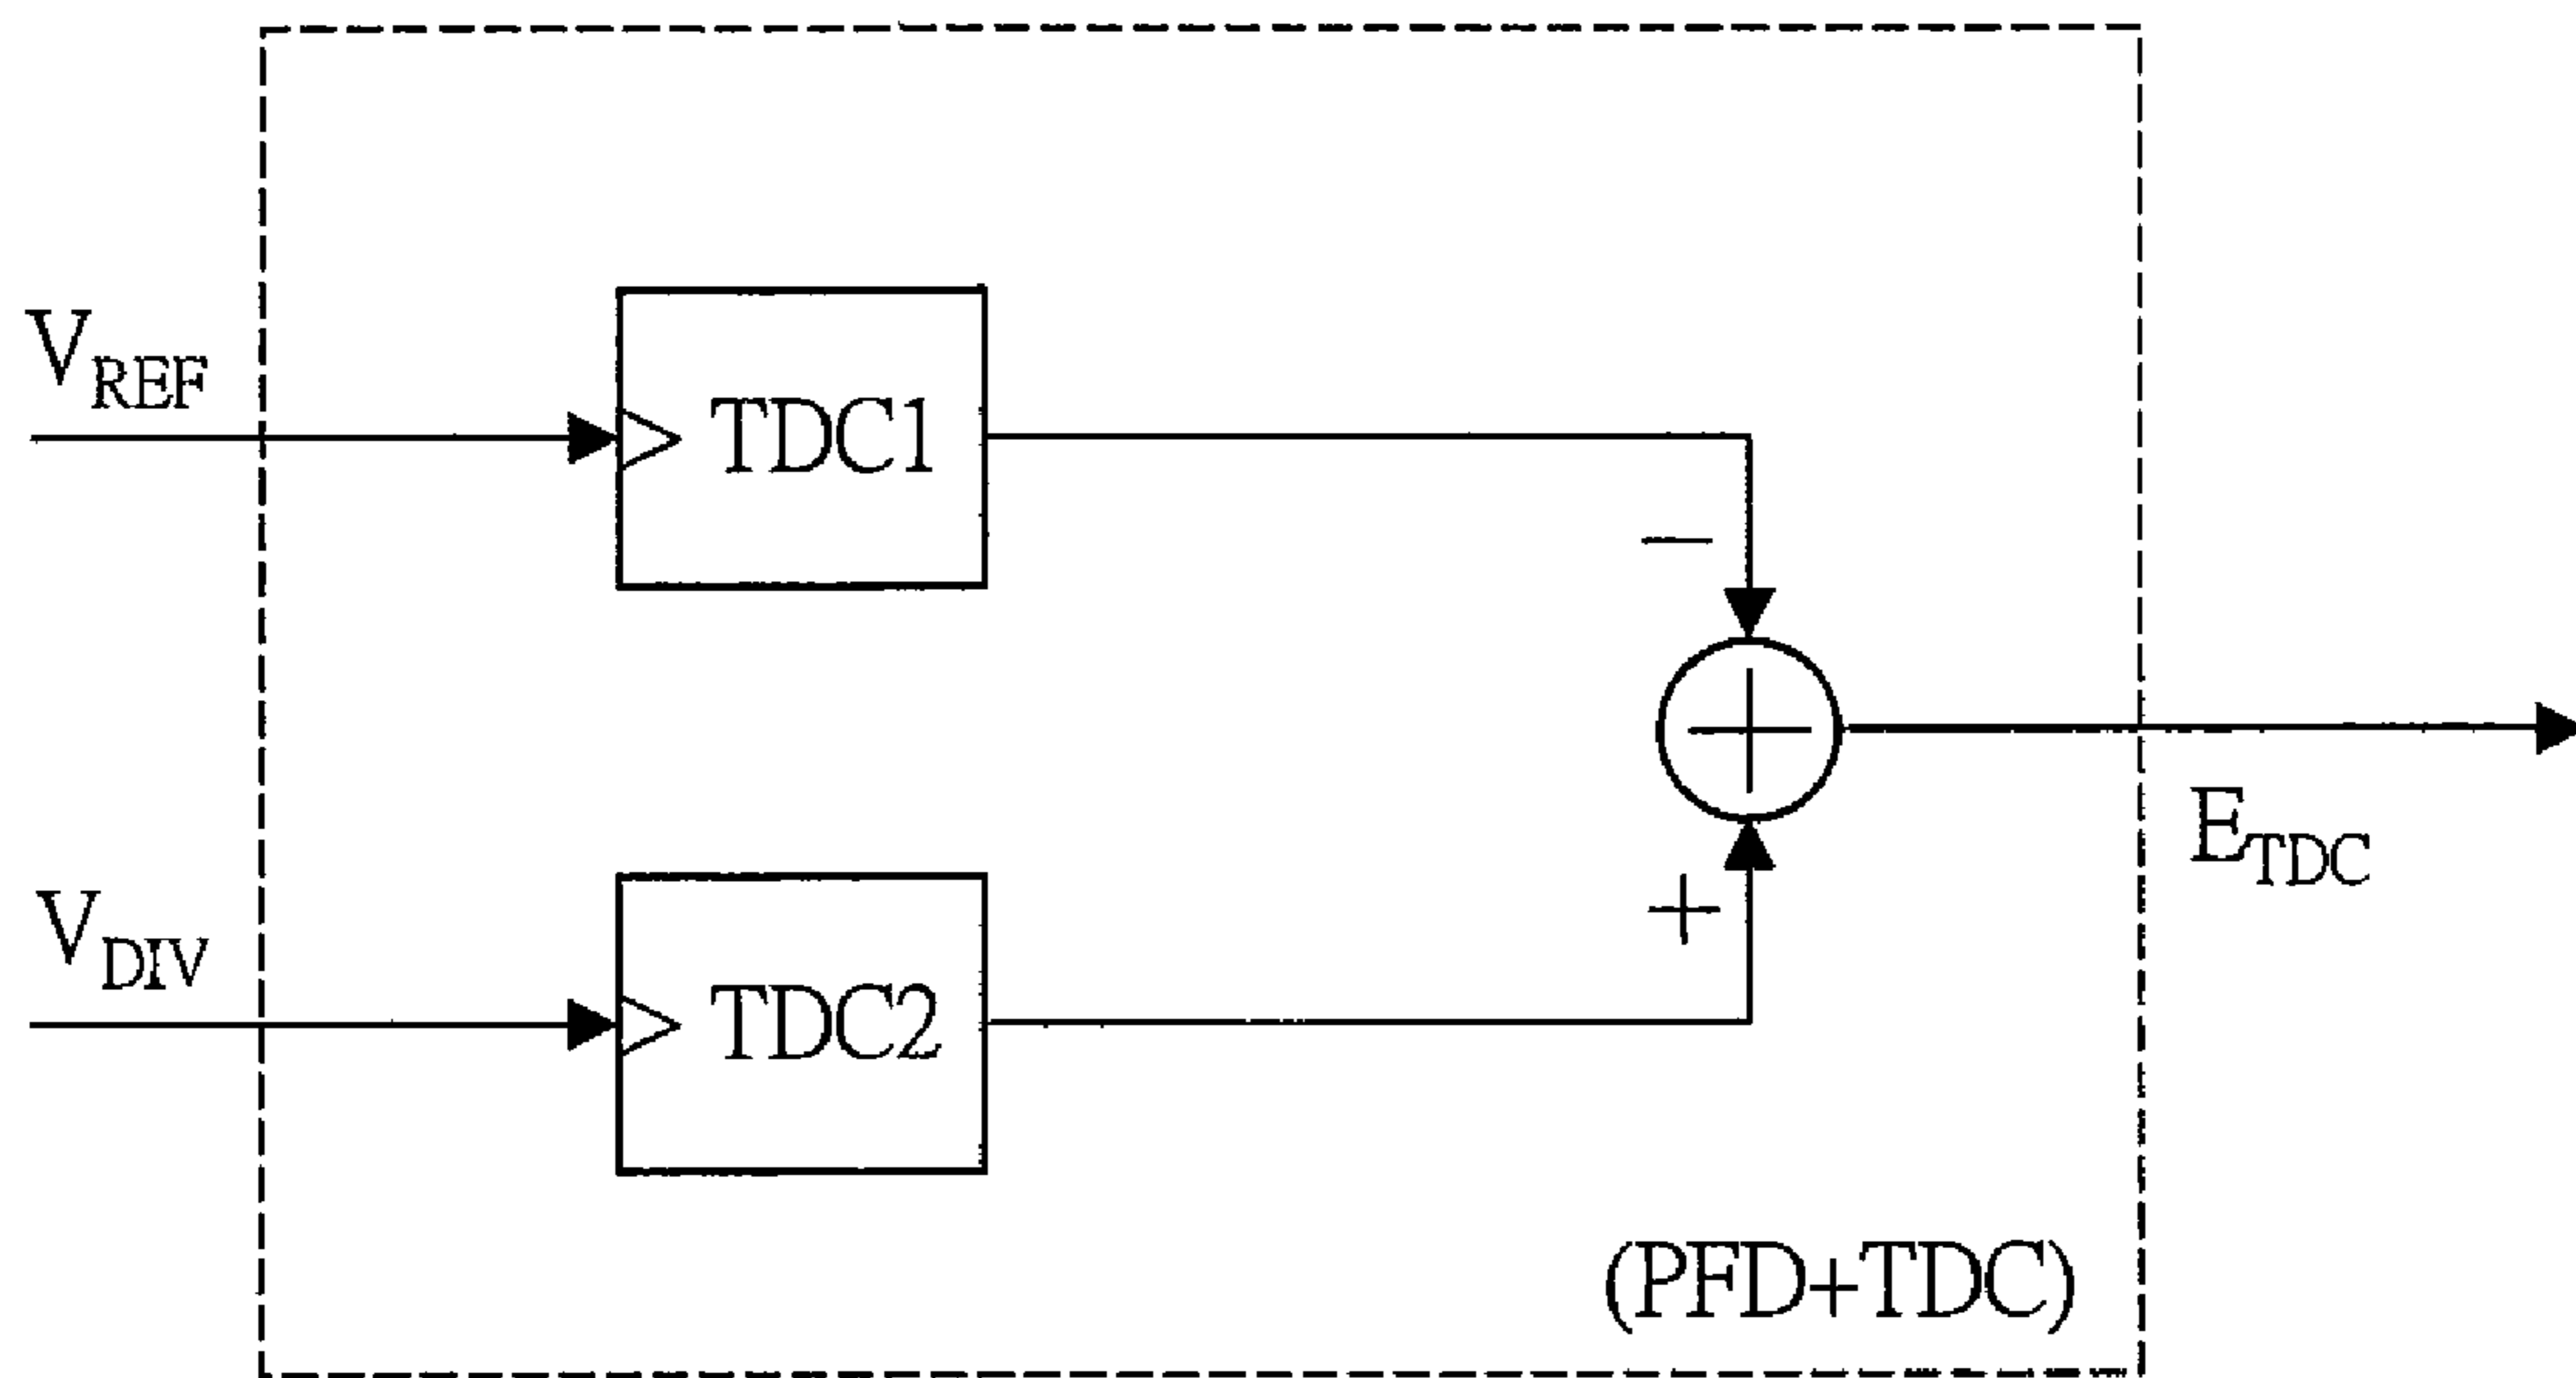 V_REF
TDC1
−
V_DIV
TDC2
+
E_TDC
(PFD+TDC)